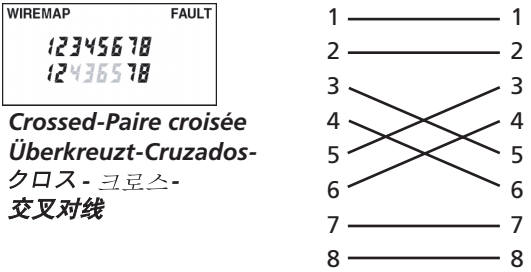 WIREMAP FAULT
12345678
12436578
Crossed-Paire croisée
Überkreuzt-Cruzados-
クロス - 크로스-
交叉对线
1 1
2 2
3 3
4 4
5 5
6 6
7 7
8 8